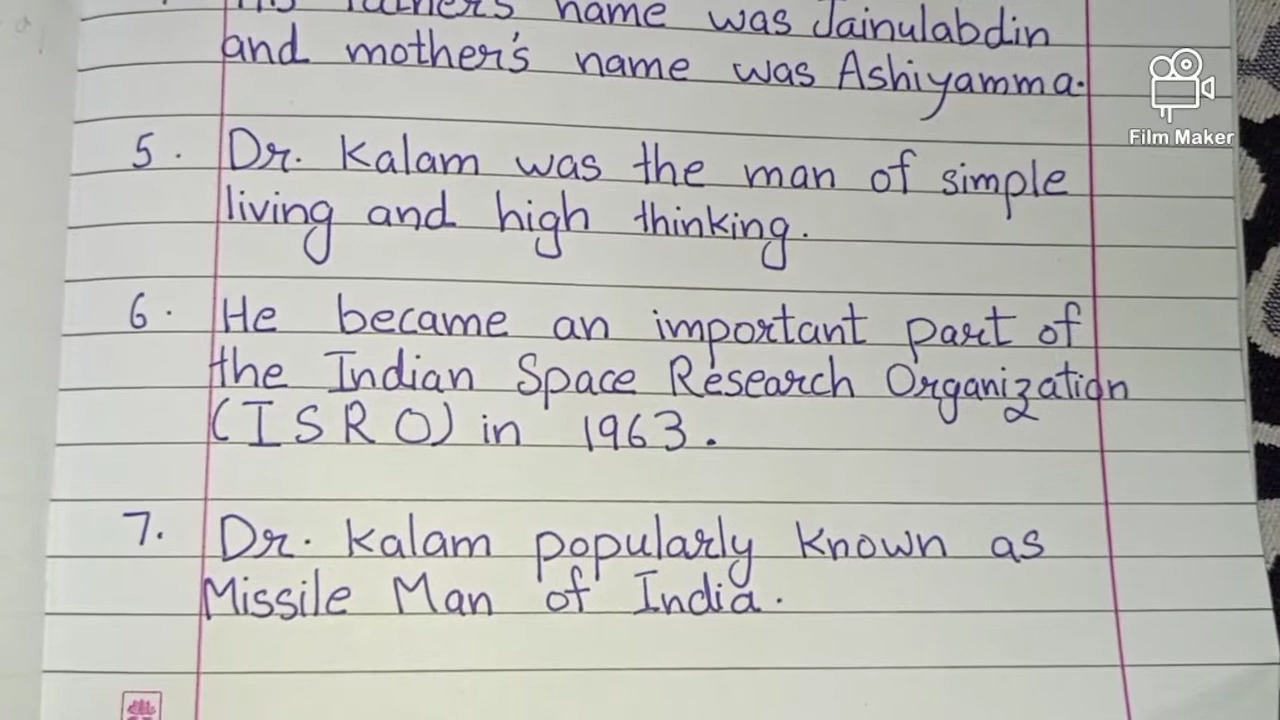 His father's name was Jainulabdin
and mother's name was Ashiyamma.
Film Maker
5. Dr. Kalam was the man of simple
living and high thinking.
6. He became an important part of
the Indian Space Research Organization
(ISRO) in 1963.
7. Dr. Kalam popularly known as
Missile Man of India.